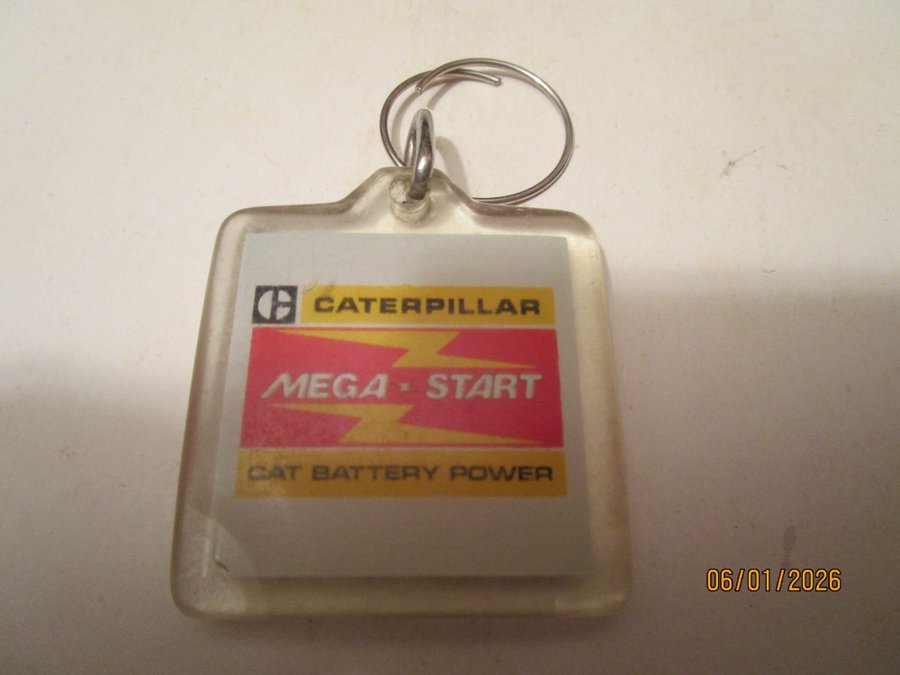 C CATERPILLAR
MEGA - START
CAT BATTERY POWER
06/01/2026